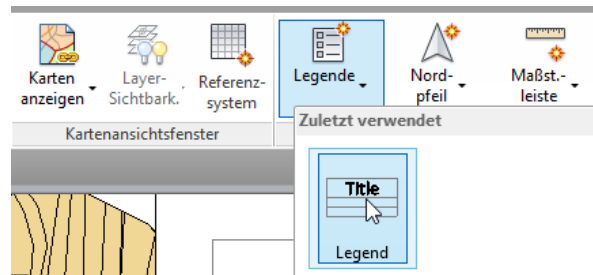 Karten
anzeigen
Layer-
Sichtbark.
Referenz-
system
Legende
Nord-
pfeil
Maßst.-
leiste
Kartenansichtsfenster
Zuletzt verwendet
Title
Legend